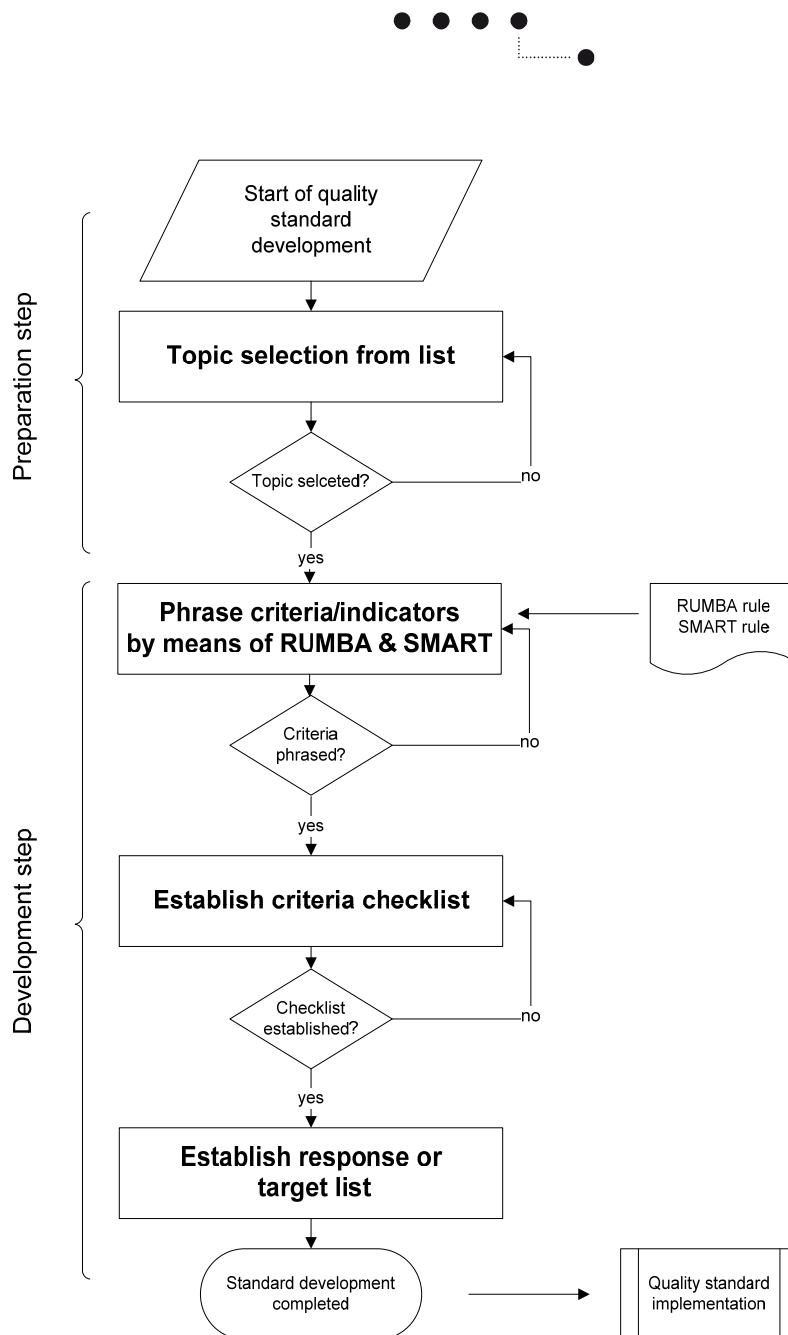 Start of quality
standard
development
Preparation step
Topic selection from list
Topic selceted?
no
yes
Phrase criteria/indicators
by means of RUMBA & SMART
RUMBA rule
SMART rule
Criteria
phrased?
no
yes
Development step
Establish criteria checklist
Checklist
established?
no
yes
Establish response or
target list
Standard development
completed
Quality standard
implementation